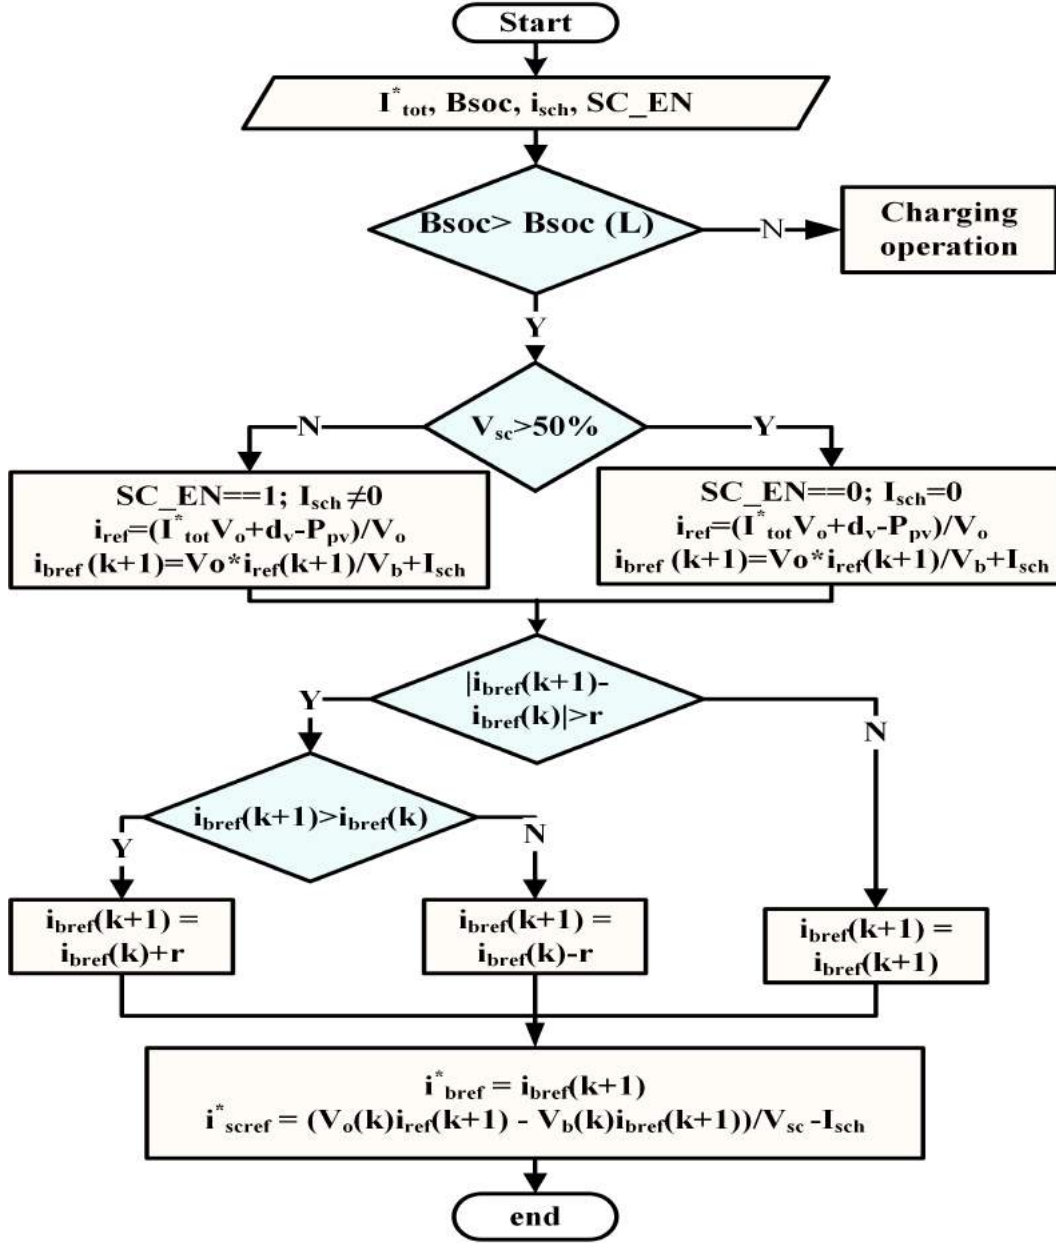 Start
I*tot, Bsoc, isch, SC_EN
Bsoc> Bsoc (L)
N
Charging
operation
Y
Vsc>50%
N
Y
SC_EN==1; Isch ≠0
iref=(I*totVo+dv-Ppv)/Vo
ibref (k+1)=Vo*iref(k+1)/Vb+Isch
SC_EN==0; Isch=0
iref=(I*totVo+dv-Ppv)/Vo
ibref (k+1)=Vo*iref(k+1)/Vb+Isch
|ibref(k+1)-
ibref(k)|>r
Y
N
ibref(k+1)>ibref(k)
Y
N
ibref(k+1) =
ibref(k)+r
ibref(k+1) =
ibref(k)-r
ibref(k+1) =
ibref(k+1)
i*bref = ibref(k+1)
i*scref = (Vo(k)iref(k+1) - Vb(k)ibref(k+1))/Vsc -Isch
end